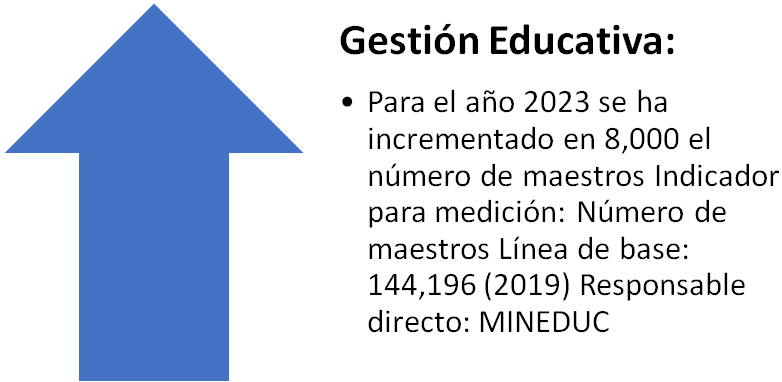 Gestión Educativa:
• Para el año 2023 se ha
incrementado en 8,000 el
número de maestros Indicador
para medición: Número de
maestros Línea de base:
144,196 (2019) Responsable
directo: MINEDUC